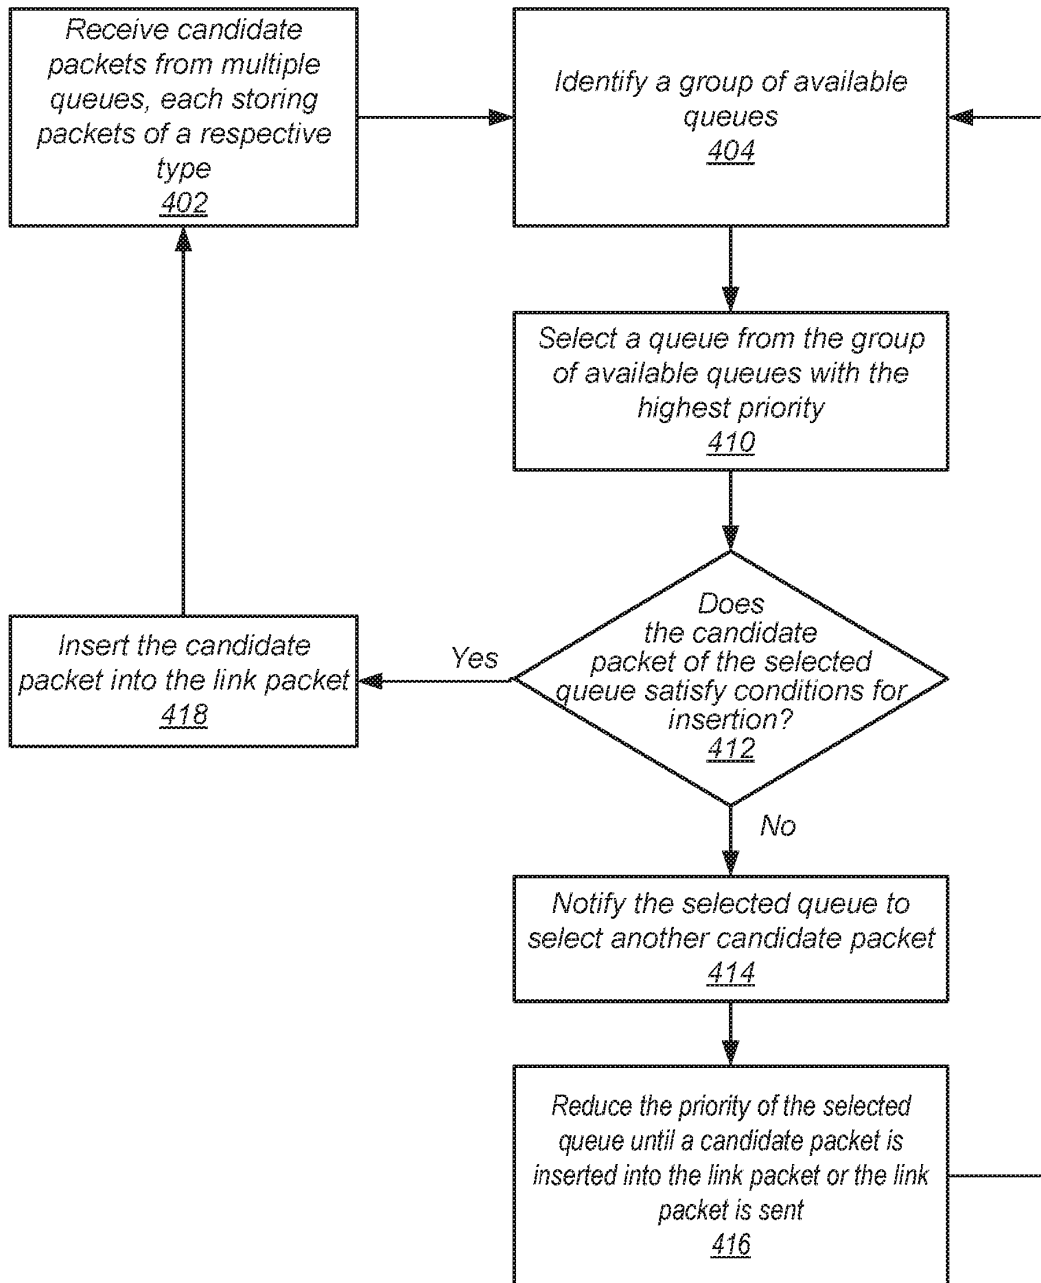 Receive candidate
packets from multiple
queues, each storing
packets of a respective
type
402
Identify a group of available
queues
404
Select a queue from the group
of available queues with the
highest priority
410
Does
the candidate
packet of the selected
queue satisfy conditions for
insertion?
412
Yes
Insert the candidate
packet into the link packet
418
No
Notify the selected queue to
select another candidate packet
414
Reduce the priority of the selected
queue until a candidate packet is
inserted into the link packet or the link
packet is sent
416